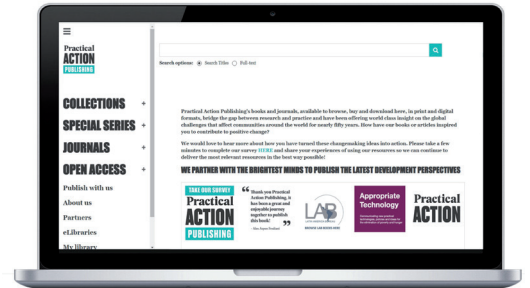 Practical
ACTION
PUBLISHING
Search options: Search Titles Full-text
COLLECTIONS +
SPECIAL SERIES +
JOURNALS +
OPEN ACCESS +
Publish with us
About us
Partners
eLibraries
My library
Practical Action Publishing's books and journals, available to browse, buy and download here, in print and digital
formats, bridge the gap between research and practice and have been offering world class insight on the global
challenges that affect communities around the world for nearly fifty years. How have our books or articles inspired
you to contribute to positive change?
We would love to hear more about how you have turned these changemaking ideas into action. Please take a few
minutes to complete our survey HERE and share your experiences of using our resources so we can continue to
deliver the most relevant resources in the best way possible!
WE PARTNER WITH THE BRIGHTEST MINDS TO PUBLISH THE LATEST DEVELOPMENT PERSPECTIVES
TAKE OUR SURVEY
Practical
ACTION
PUBLISHING
“ Thank you Practical
Action Publishing, it
has been a great and
enjoyable journey
together to publish
this book! ”
LAB
Appropriate
Technology
Practical
ACTION